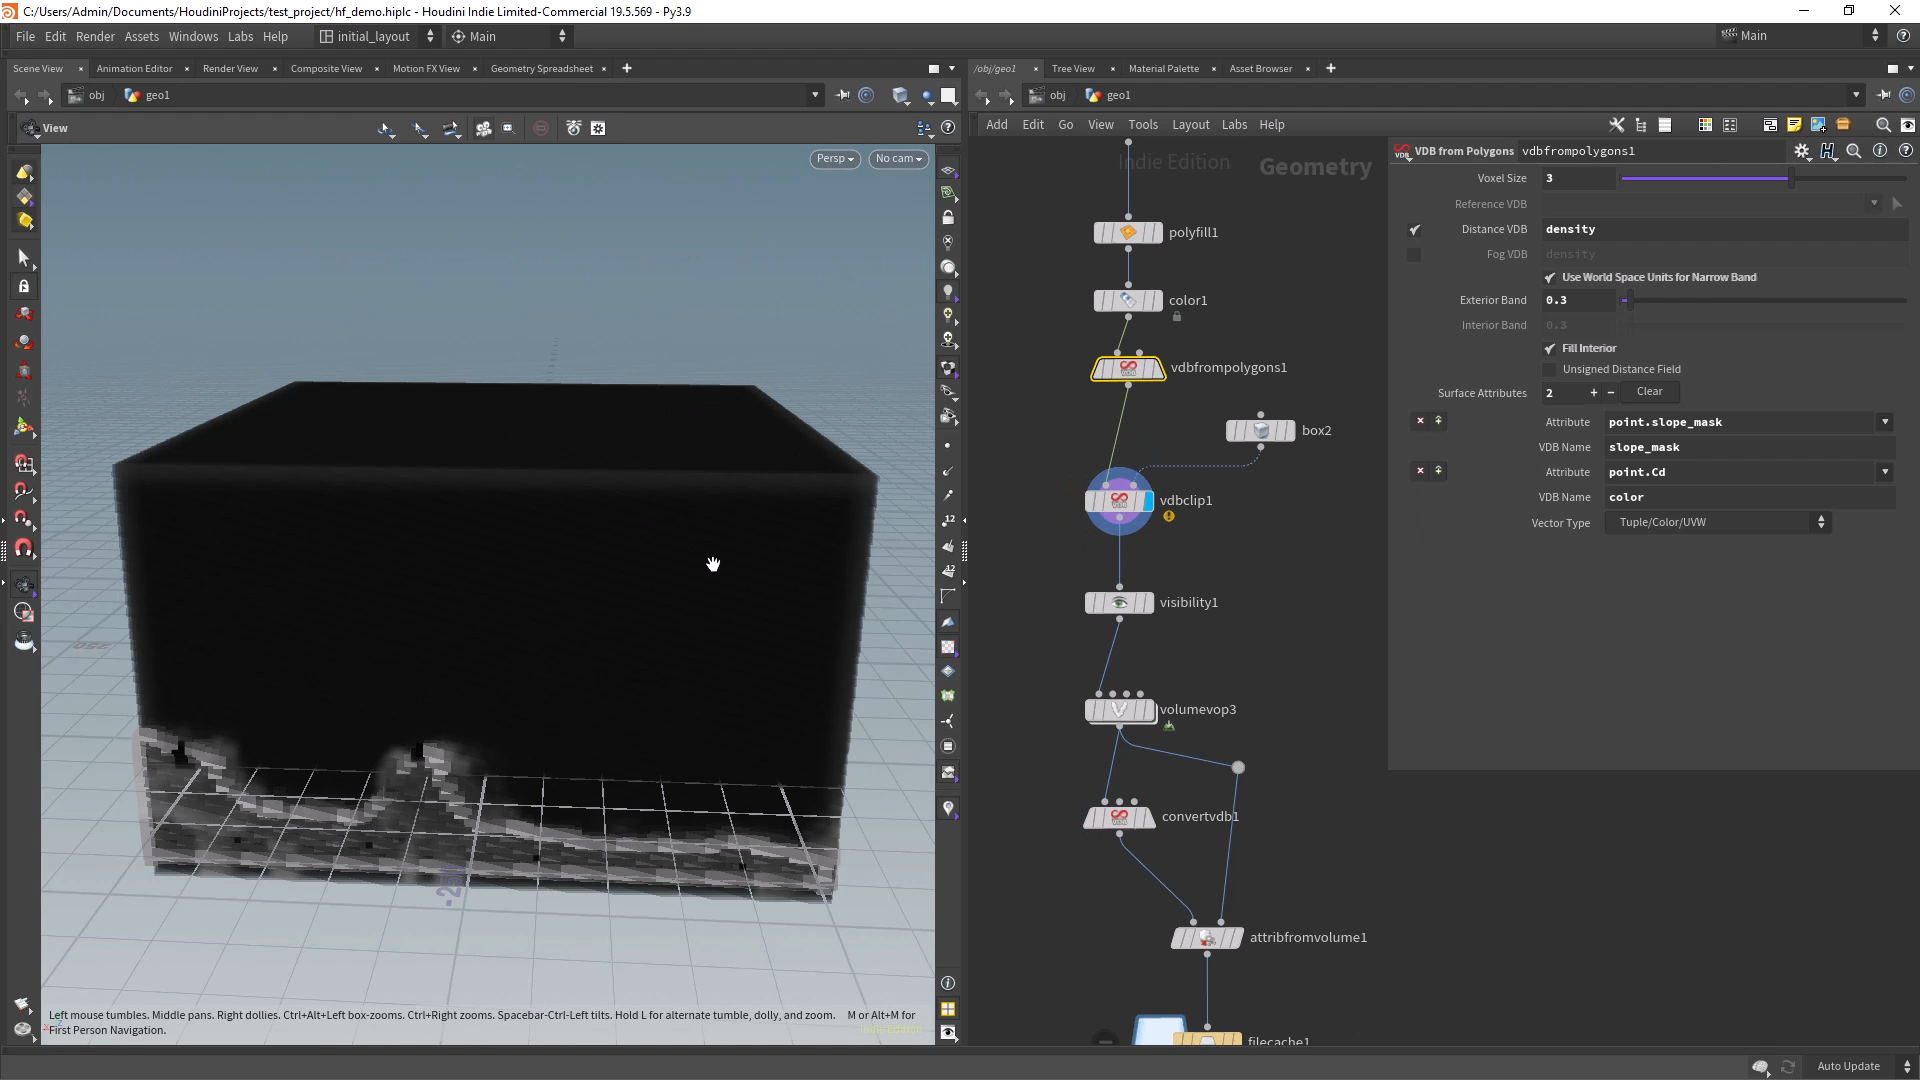 C:/Users/Admin/Documents/HoudiniProjects/test_project/hf_demo.hiplc - Houdini Indie Limited-Commercial 19.5.569 - Py3.9
File Edit Render Assets Windows Labs Help initial_layout Main Main
Scene View Animation Editor Render View Composite View Motion FX View Geometry Spreadsheet
/obj/geo1 Tree View Material Palette Asset Browser
obj geo1
obj geo1
View
Add Edit Go View Tools Layout Labs Help
Persp No cam
Indie Edition
Geometry
VDB from Polygons vdbfrompolygons1
Voxel Size 3
Reference VDB
Distance VDB density
Fog VDB density
Use World Space Units for Narrow Band
Exterior Band 0.3
Interior Band 0.3
Fill Interior
Unsigned Distance Field
Surface Attributes 2 + − Clear
Attribute point.slope_mask
VDB Name slope_mask
Attribute point.Cd
VDB Name color
Vector Type Tuple/Color/UVW
polyfill1
color1
vdbfrompolygons1
box2
vdbclip1
visibility1
volumevop3
convertvdb1
attribfromvolume1
filecache1
12
12
250
Left mouse tumbles. Middle pans. Right dollies. Ctrl+Alt+Left box-zooms. Ctrl+Right zooms. Spacebar-Ctrl-Left tilts. Hold L for alternate tumble, dolly, and zoom. M or Alt+M for
First Person Navigation.
Indie Edition
Auto Update